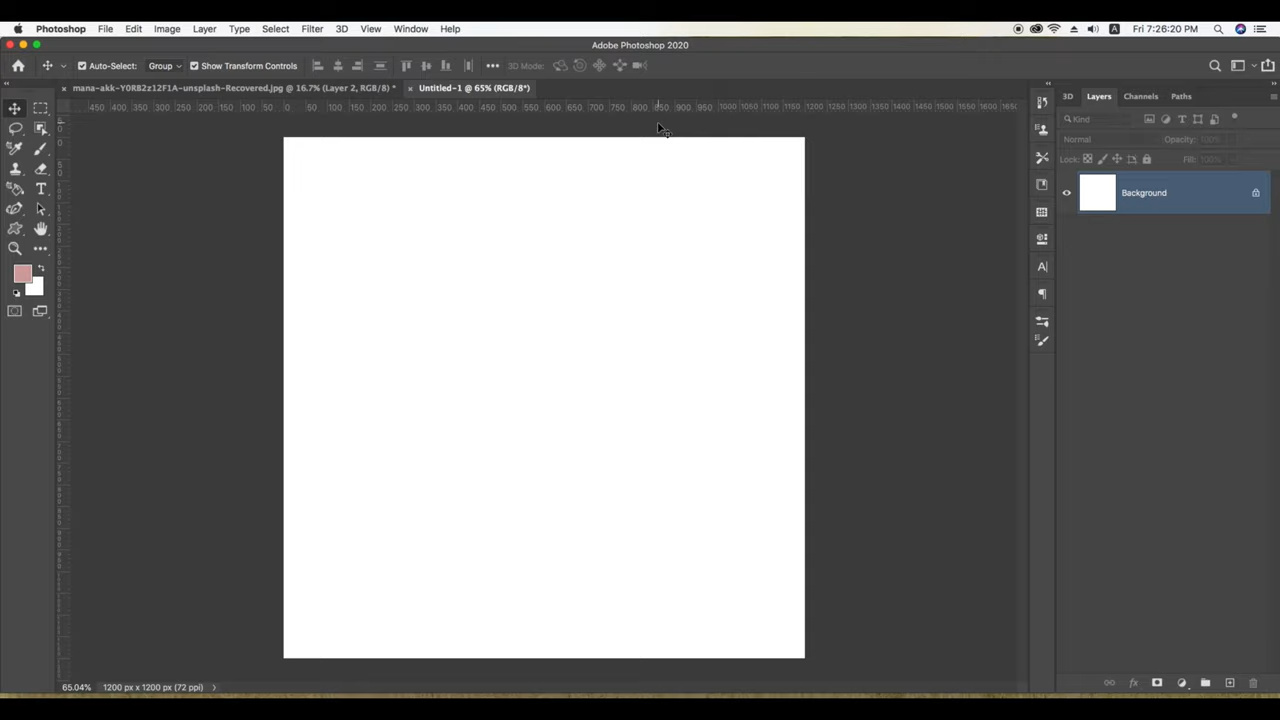 Photoshop File Edit Image Layer Type Select Filter 3D View Window Help A Fri 7:26:20 PM
Adobe Photoshop 2020
Auto-Select: Group Show Transform Controls ••• 3D Mode:
× mana-akk-Y0RB2z12F1A-unsplash-Recovered.jpg @ 16.7% (Layer 2, RGB/8) * × Untitled-1 @ 65% (RGB/8*)
3D Layers Channels Paths
450 400 350 300 250 200 150 100 50 0 50 100 150 200 250 300 350 400 450 500 550 600 650 700 750 800 850 900 950 1000 1050 1100 1150 1200 1250 1300 1350 1400 1450 1500 1550 1600 1650
Kind
Normal Opacity: 100%
Lock: Fill: 100%
Background
65.04% 1200 px x 1200 px (72 ppi)